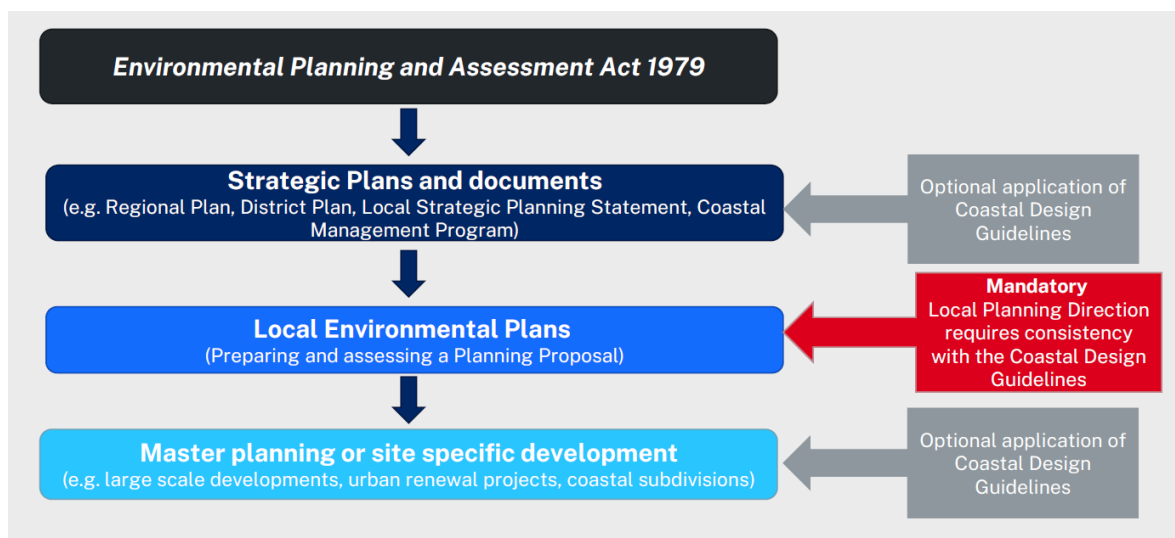 Environmental Planning and Assessment Act 1979
Strategic Plans and documents
(e.g. Regional Plan, District Plan, Local Strategic Planning Statement, Coastal
Management Program)
Optional application of
Coastal Design
Guidelines
Local Environmental Plans
(Preparing and assessing a Planning Proposal)
Mandatory
Local Planning Direction
requires consistency
with the Coastal Design
Guidelines
Master planning or site specific development
(e.g. large scale developments, urban renewal projects, coastal subdivisions)
Optional application of
Coastal Design
Guidelines